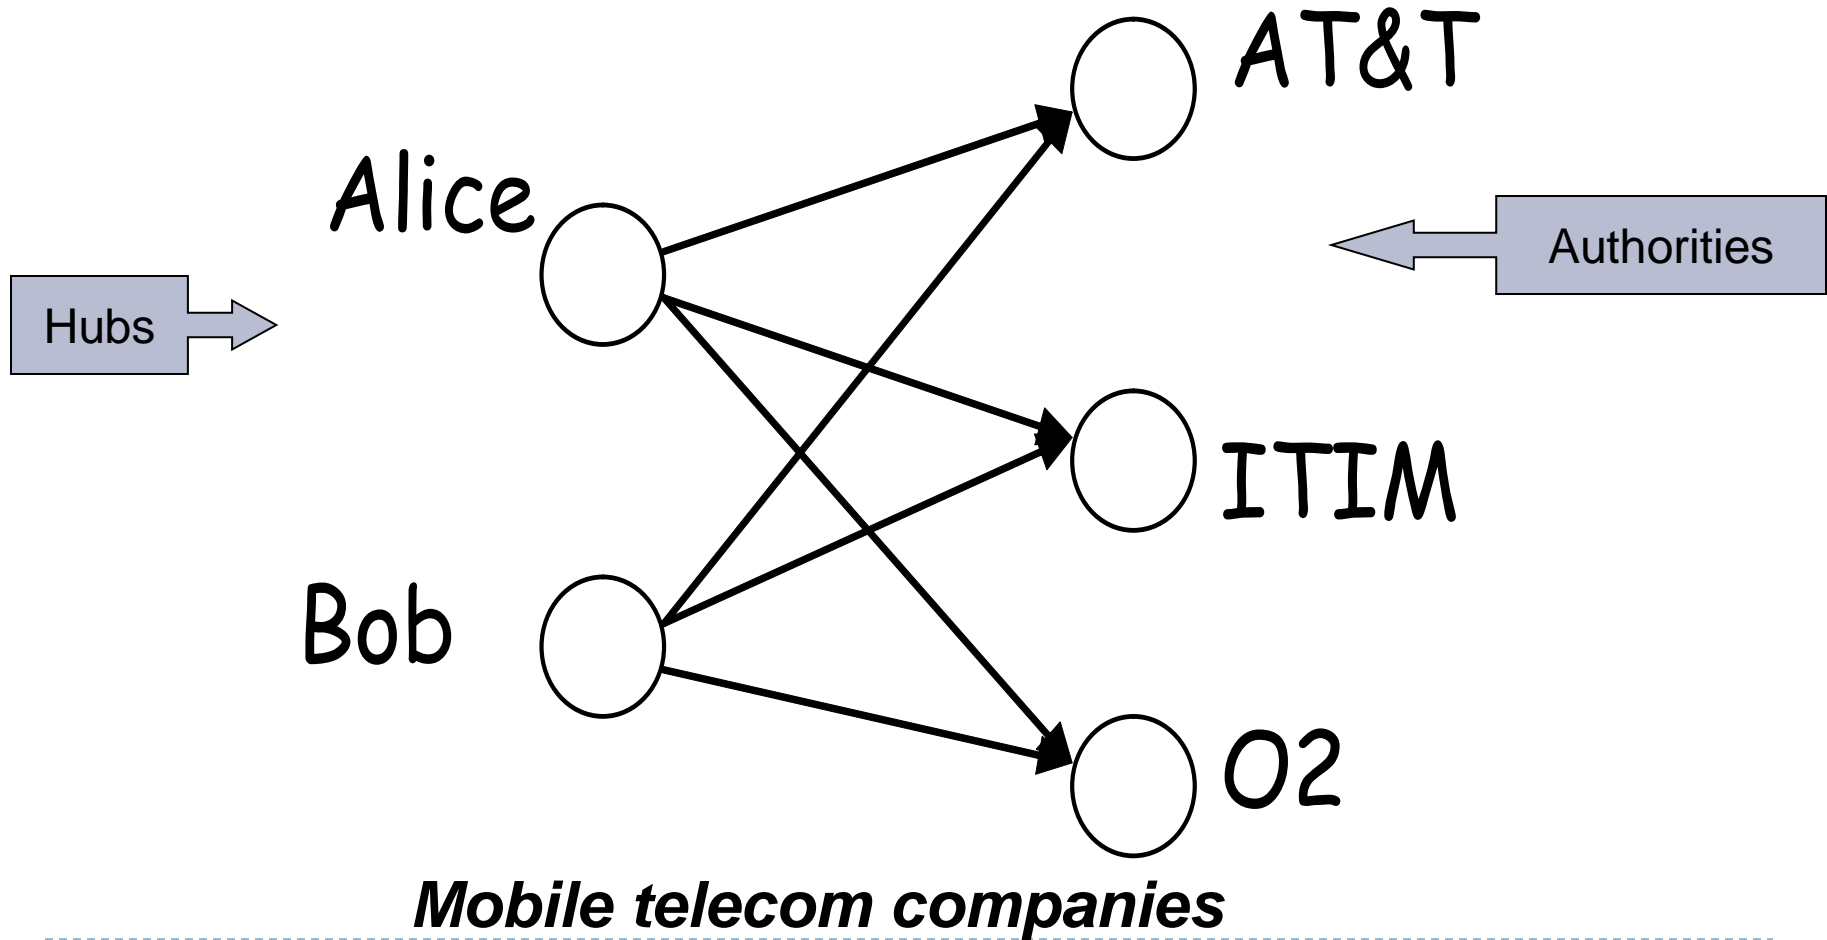 AT&T
Alice
Authorities
Hubs
ITIM
Bob
O2
Mobile telecom companies